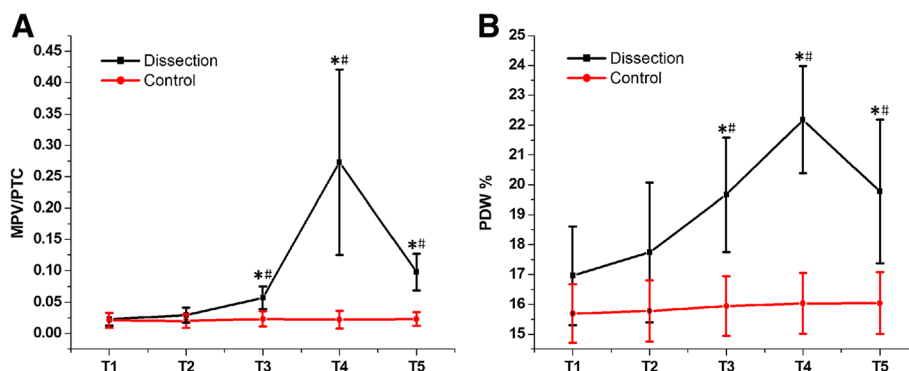 A
MPV/PTC
0.45
0.40
0.35
0.30
0.25
0.20
0.15
0.10
0.05
0.00
Dissection
Control
*#
*#
*#
T1 T2 T3 T4 T5
B
PDW %
26
25
24
23
22
21
20
19
18
17
16
15
Dissection
Control
*#
*#
*#
T1 T2 T3 T4 T5